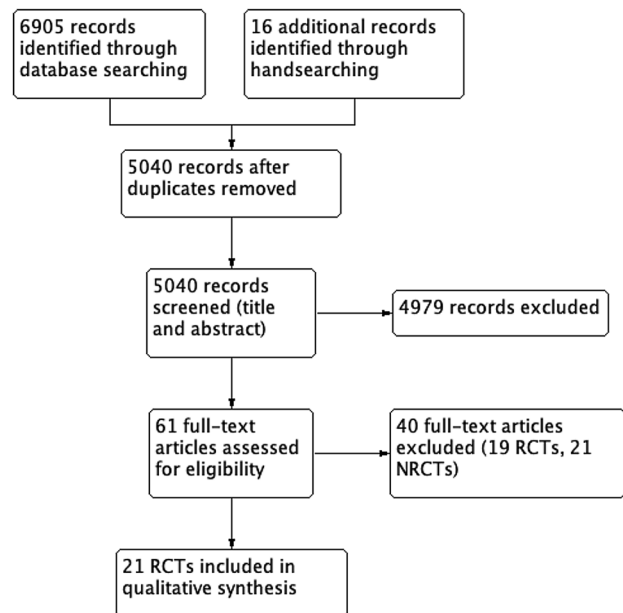 6905 records
identified through
database searching
16 additional records
identified through
handsearching
5040 records after
duplicates removed
5040 records
screened (title
and abstract)
4979 records excluded
61 full-text
articles assessed
for eligibility
40 full-text articles
excluded (19 RCTs, 21
NRCTs)
21 RCTs included in
qualitative synthesis